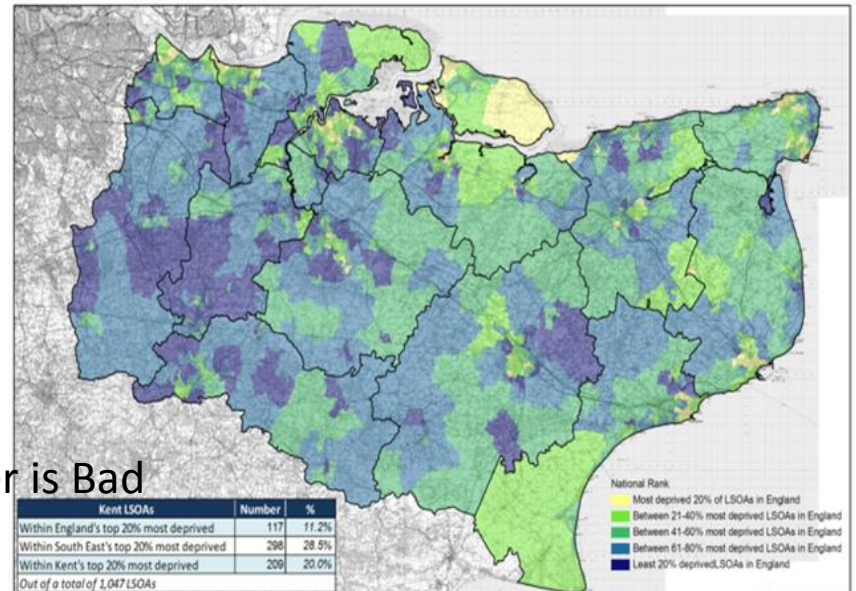 r is Bad
Kent LSOAs Number %
Within England's top 20% most deprived 117 11.2%
Within South East's top 20% most deprived 298 28.5%
Within Kent's top 20% most deprived 209 20.0%
Out of a total of 1,047 LSOAs
National Rank
Most deprived 20% of LSOAs in England
Between 21-40% most deprived LSOAs in England
Between 41-60% most deprived LSOAs in England
Between 61-80% most deprived LSOAs in England
Least 20% deprivedLSOAs in England